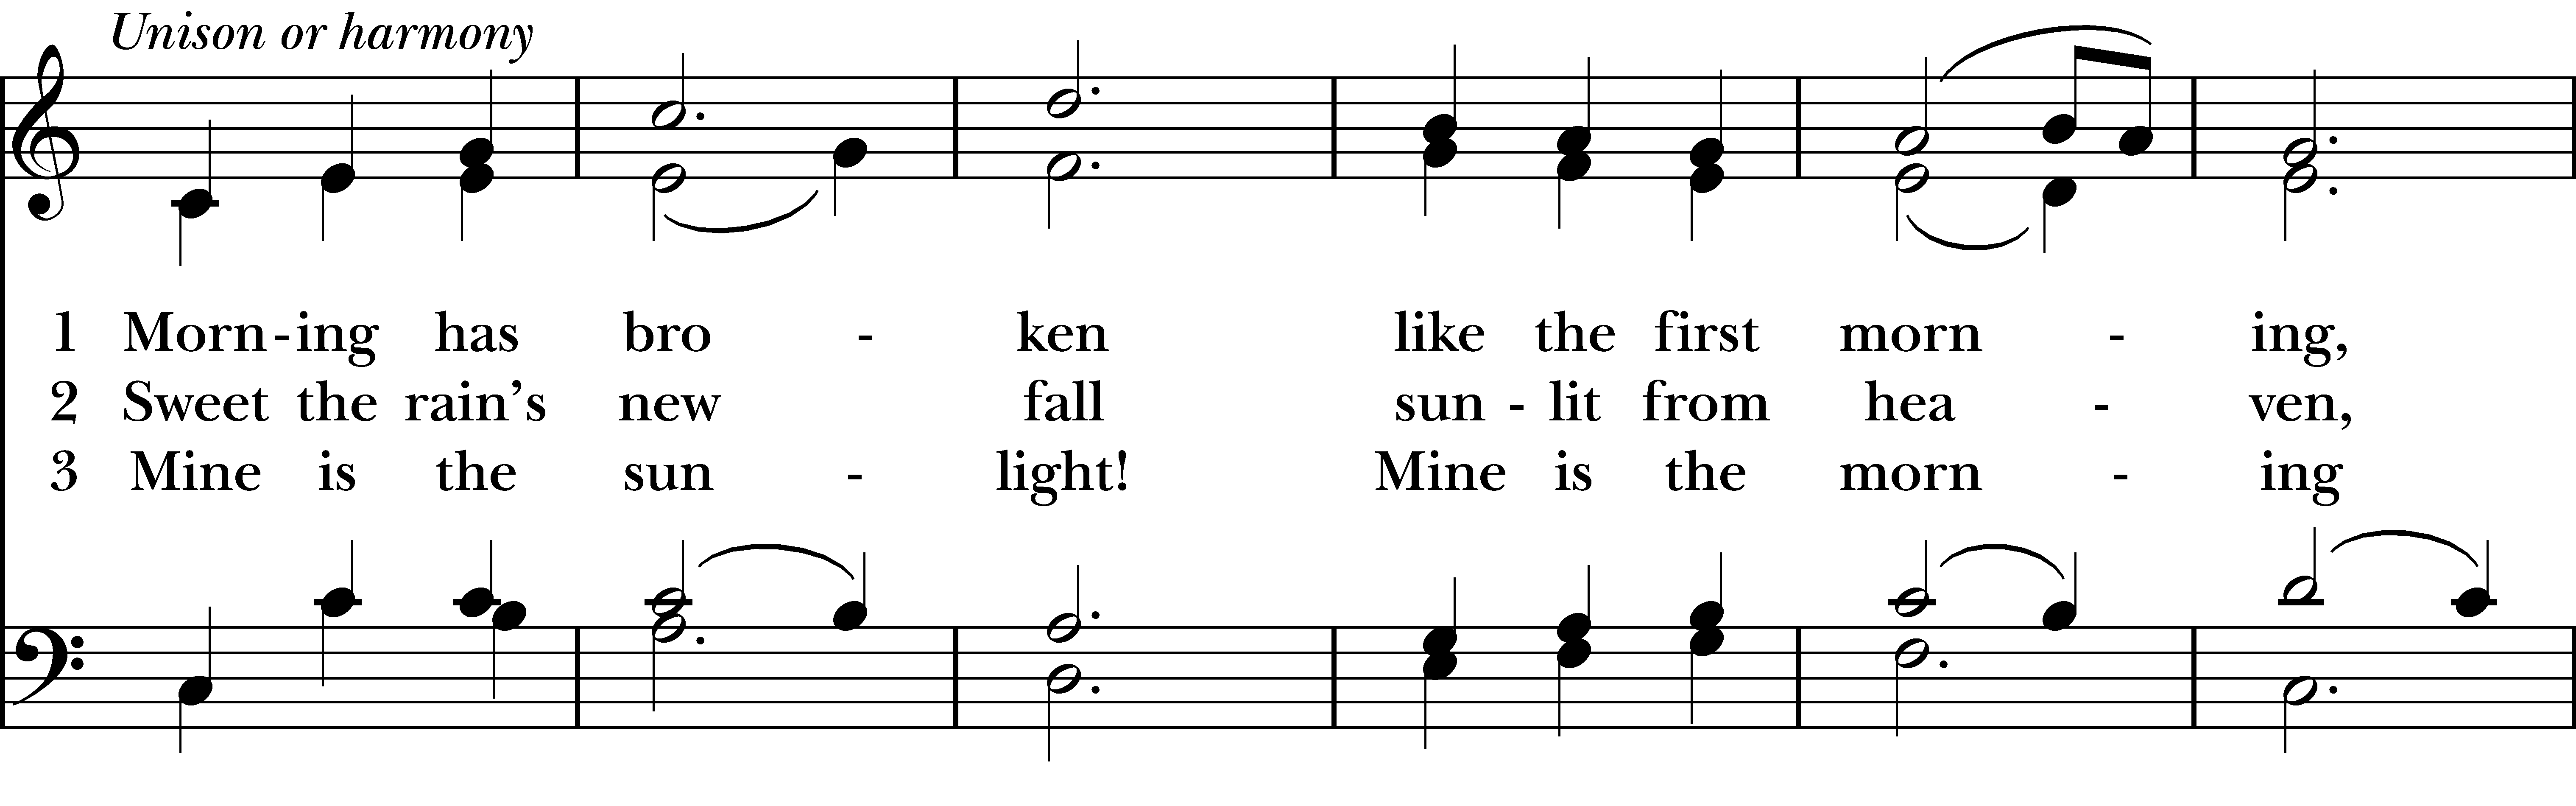 Unison or harmony
1 Morn - ing has bro - ken like the first morn - ing,
2 Sweet the rain’s new fall sun - lit from hea - ven,
3 Mine is the sun - light! Mine is the morn - ing